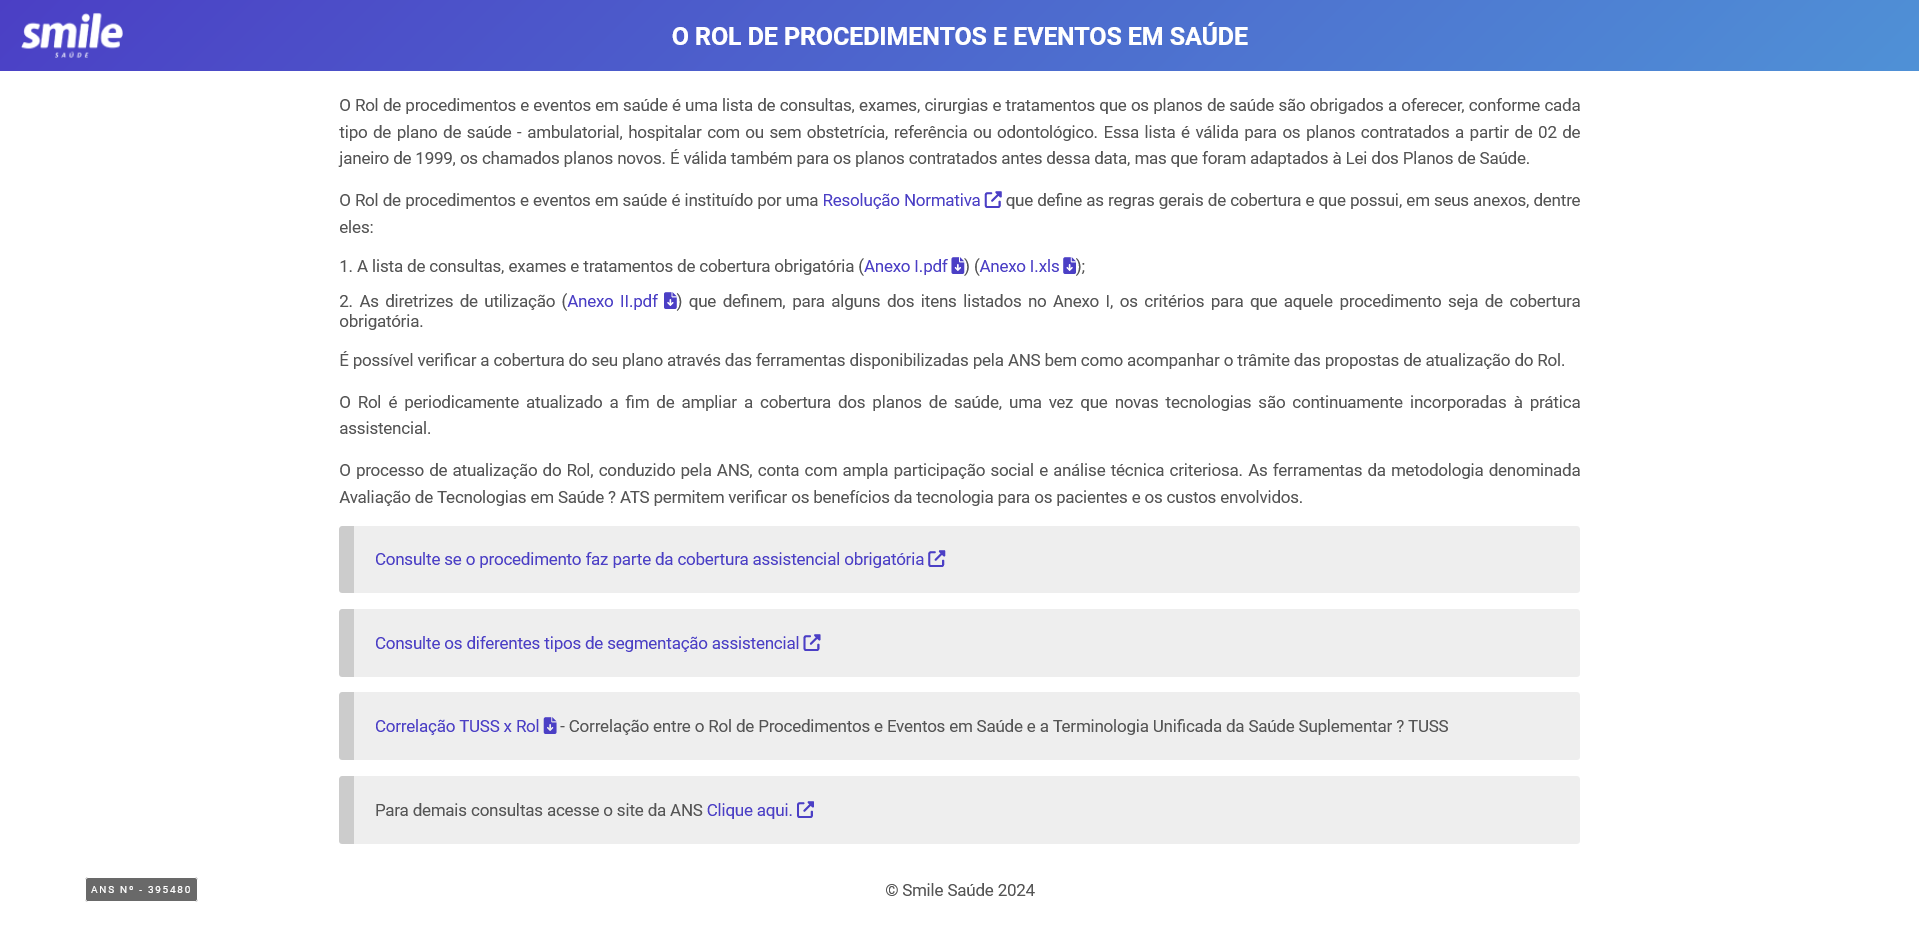 smile
SAÚDE
O ROL DE PROCEDIMENTOS E EVENTOS EM SAÚDE
O Rol de procedimentos e eventos em saúde é uma lista de consultas, exames, cirurgias e tratamentos que os planos de saúde são obrigados a oferecer, conforme cada
tipo de plano de saúde - ambulatorial, hospitalar com ou sem obstetrícia, referência ou odontológico. Essa lista é válida para os planos contratados a partir de 02 de
janeiro de 1999, os chamados planos novos. É válida também para os planos contratados antes dessa data, mas que foram adaptados à Lei dos Planos de Saúde.
O Rol de procedimentos e eventos em saúde é instituído por uma Resolução Normativa que define as regras gerais de cobertura e que possui, em seus anexos, dentre
eles:
1. A lista de consultas, exames e tratamentos de cobertura obrigatória (Anexo I.pdf ) (Anexo I.xls );
2. As diretrizes de utilização (Anexo II.pdf ) que definem, para alguns dos itens listados no Anexo I, os critérios para que aquele procedimento seja de cobertura
obrigatória.
É possível verificar a cobertura do seu plano através das ferramentas disponibilizadas pela ANS bem como acompanhar o trâmite das propostas de atualização do Rol.
O Rol é periodicamente atualizado a fim de ampliar a cobertura dos planos de saúde, uma vez que novas tecnologias são continuamente incorporadas à prática
assistencial.
O processo de atualização do Rol, conduzido pela ANS, conta com ampla participação social e análise técnica criteriosa. As ferramentas da metodologia denominada
Avaliação de Tecnologias em Saúde ? ATS permitem verificar os benefícios da tecnologia para os pacientes e os custos envolvidos.
Consulte se o procedimento faz parte da cobertura assistencial obrigatória
Consulte os diferentes tipos de segmentação assistencial
Correlação TUSS x Rol - Correlação entre o Rol de Procedimentos e Eventos em Saúde e a Terminologia Unificada da Saúde Suplementar ? TUSS
Para demais consultas acesse o site da ANS Clique aqui.
ANS Nº - 395480
© Smile Saúde 2024